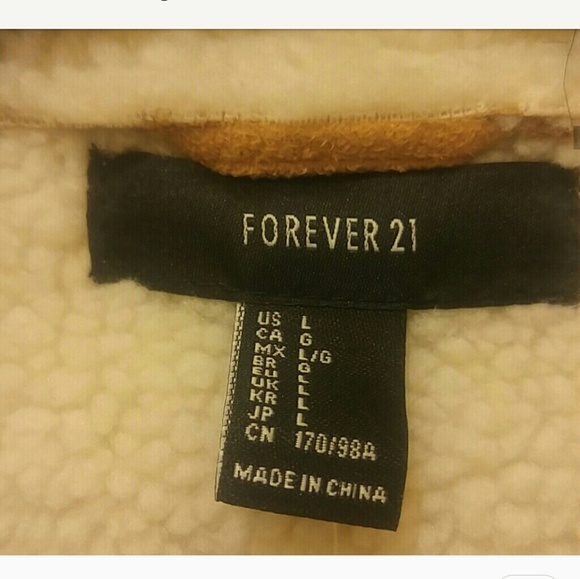 FOREVER 21
US L
CA G
MX L/G
BR G
EU L
UK L
KR L
JP L
CN 170/98A
MADE IN CHINA